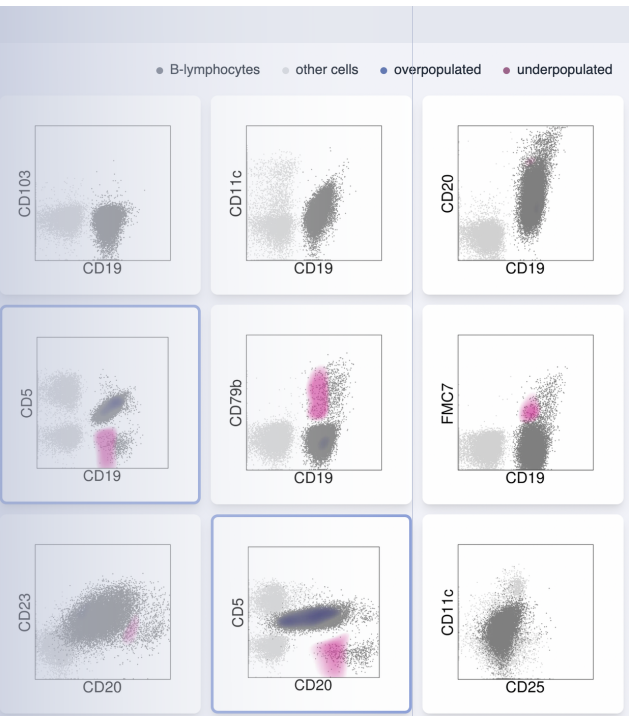 B-lymphocytes other cells overpopulated underpopulated
CD103 CD11c CD20
CD19 CD19 CD19
CD5 CD79b FMC7
CD19 CD19 CD19
CD23 CD5 CD11c
CD20 CD20 CD25